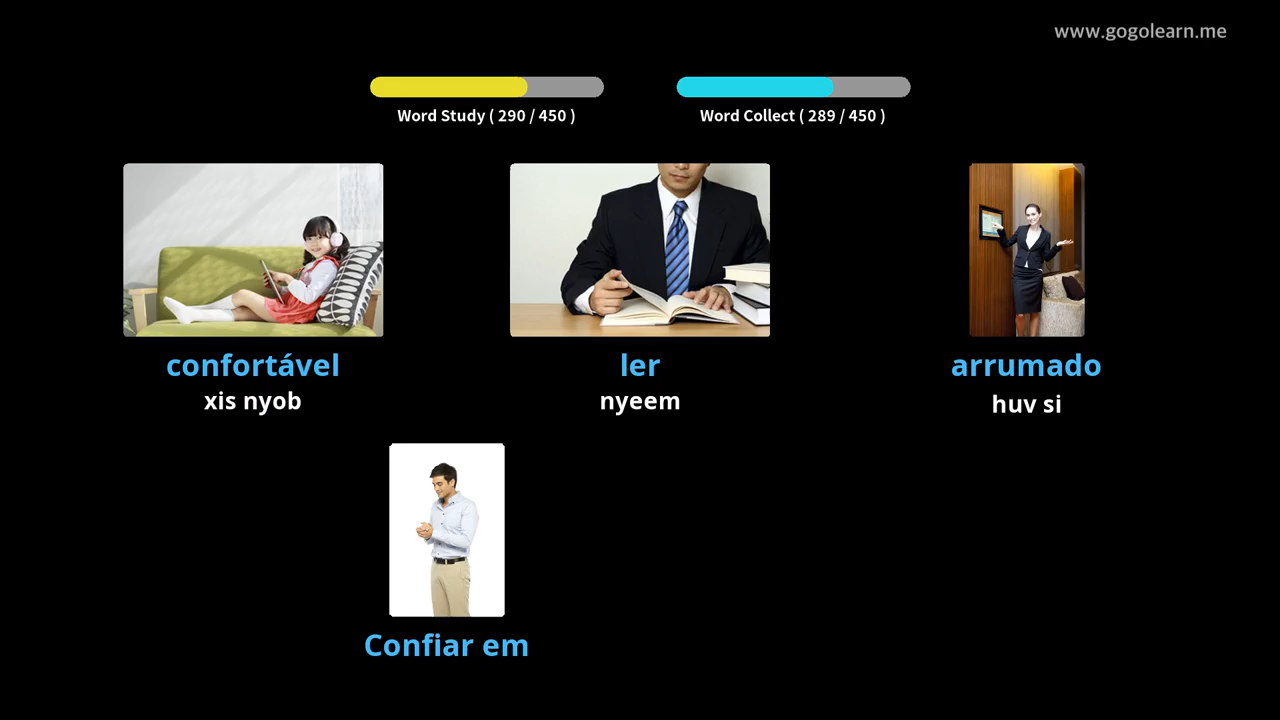 www.gogolearn.me
Word Study ( 290 / 450 )
Word Collect ( 289 / 450 )
confortável
xis nyob
ler
nyeem
arrumado
huv si
Confiar em